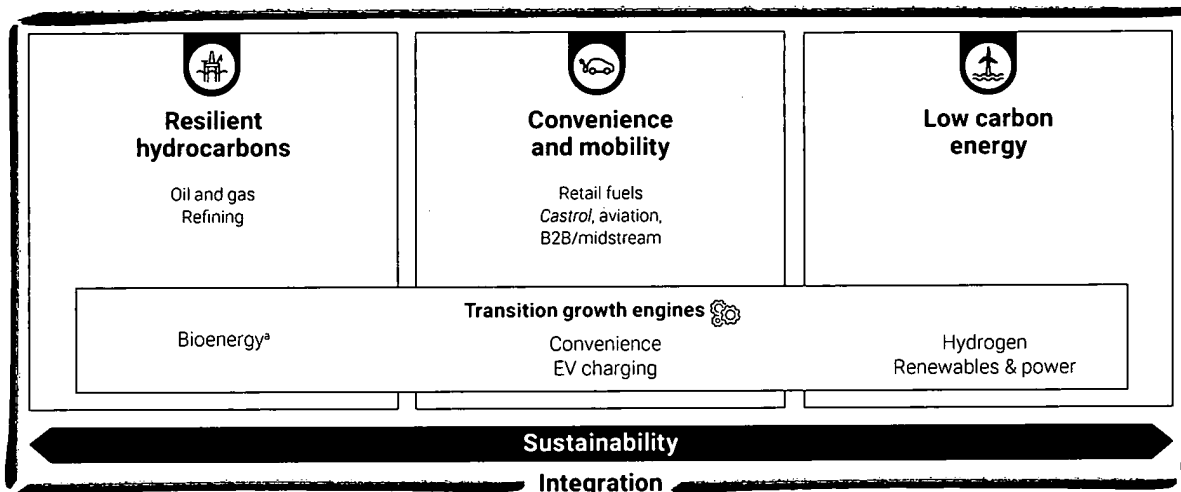 Resilient
hydrocarbons
Oil and gas
Refining
Convenience
and mobility
Retail fuels
Castrol, aviation,
B2B/midstream
Low carbon
energy
Transition growth engines
Bioenergyᵃ
Convenience
EV charging
Hydrogen
Renewables & power
Sustainability
Integration